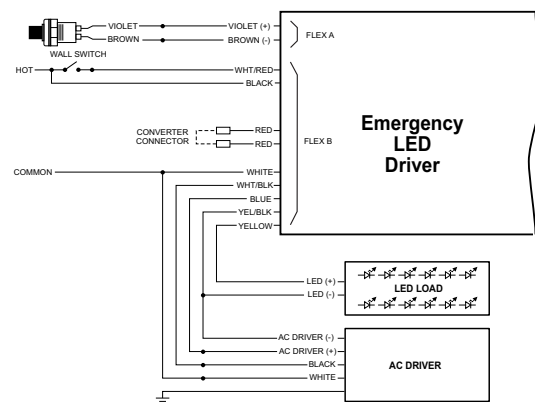 VIOLET
VIOLET (+)
BROWN
BROWN (-)
FLEX A
WALL SWITCH
HOT
WHT/RED
BLACK
CONVERTER
CONNECTOR
RED
RED
FLEX B
Emergency
LED
Driver
COMMON
WHITE
WHT/BLK
BLUE
YEL/BLK
YELLOW
LED (+)
LED (-)
LED LOAD
AC DRIVER (-)
AC DRIVER (+)
BLACK
WHITE
AC DRIVER